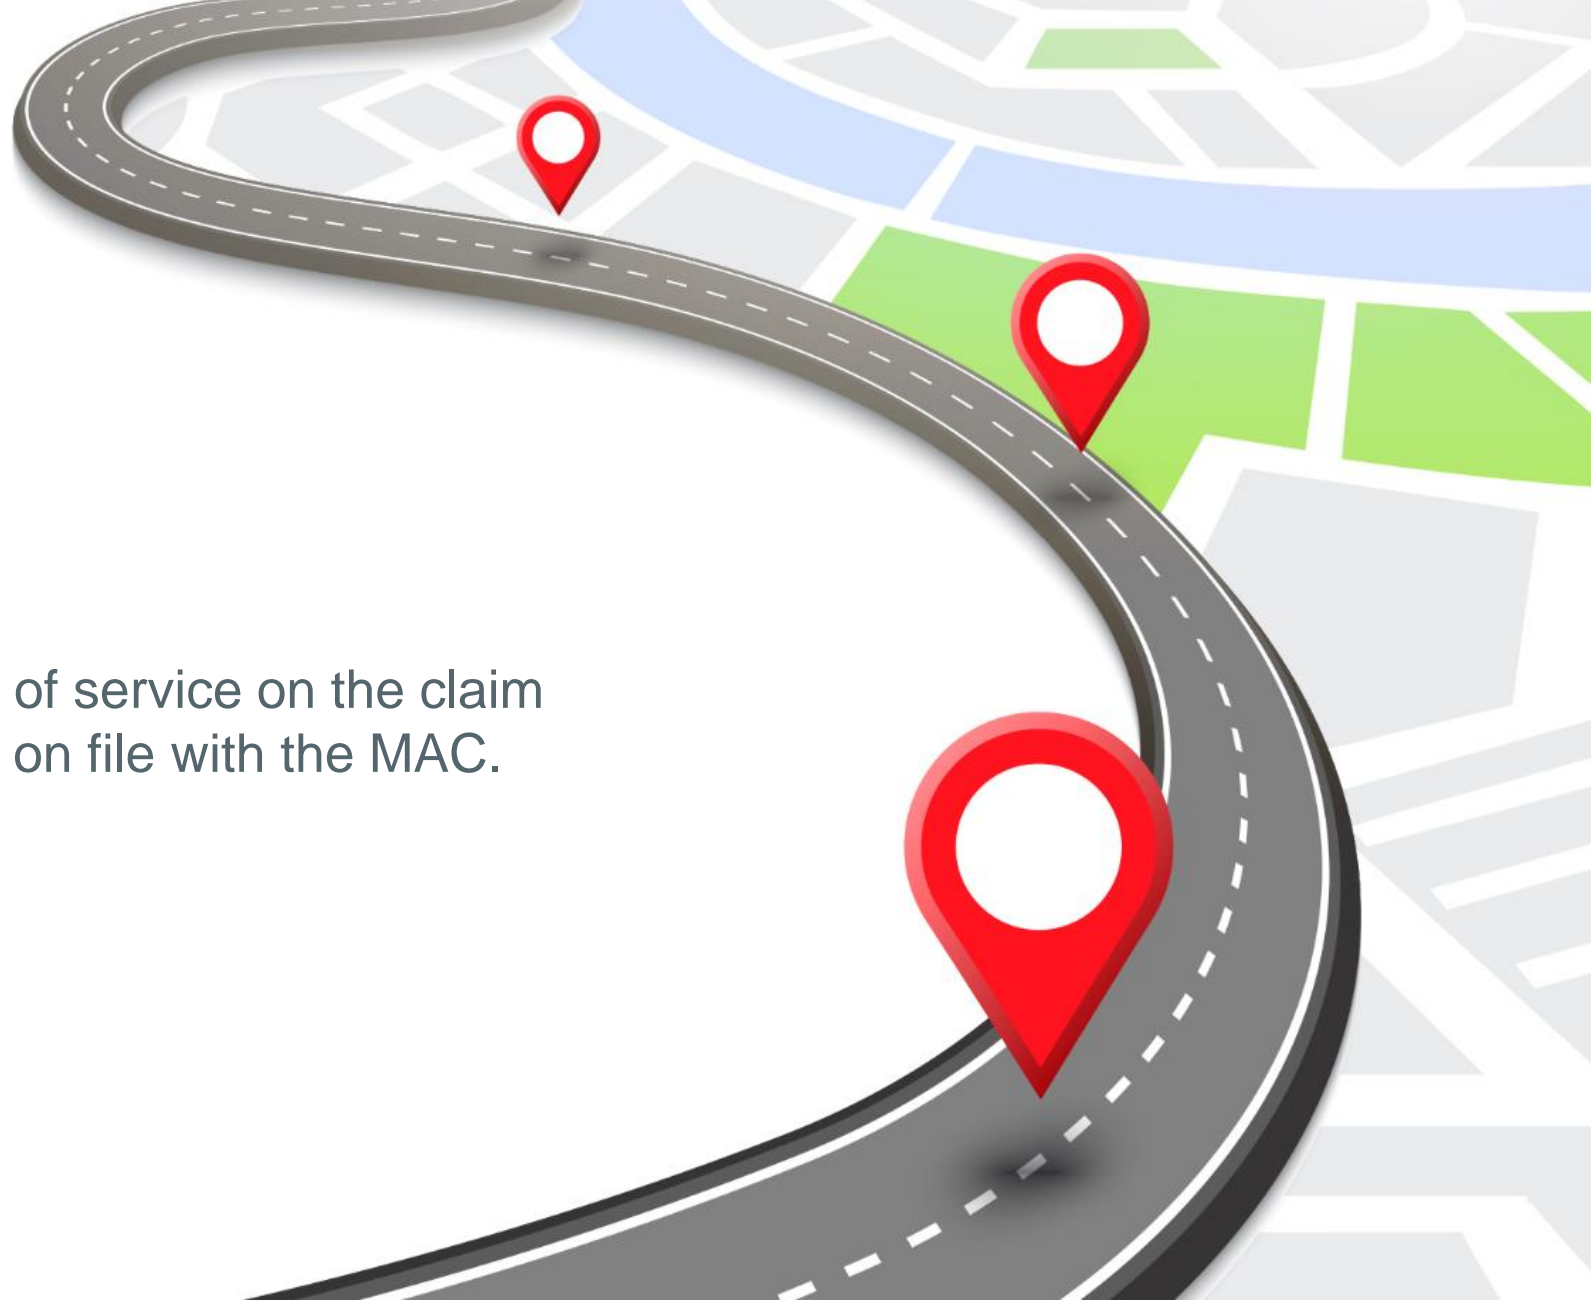 of service on the claim
on file with the MAC.